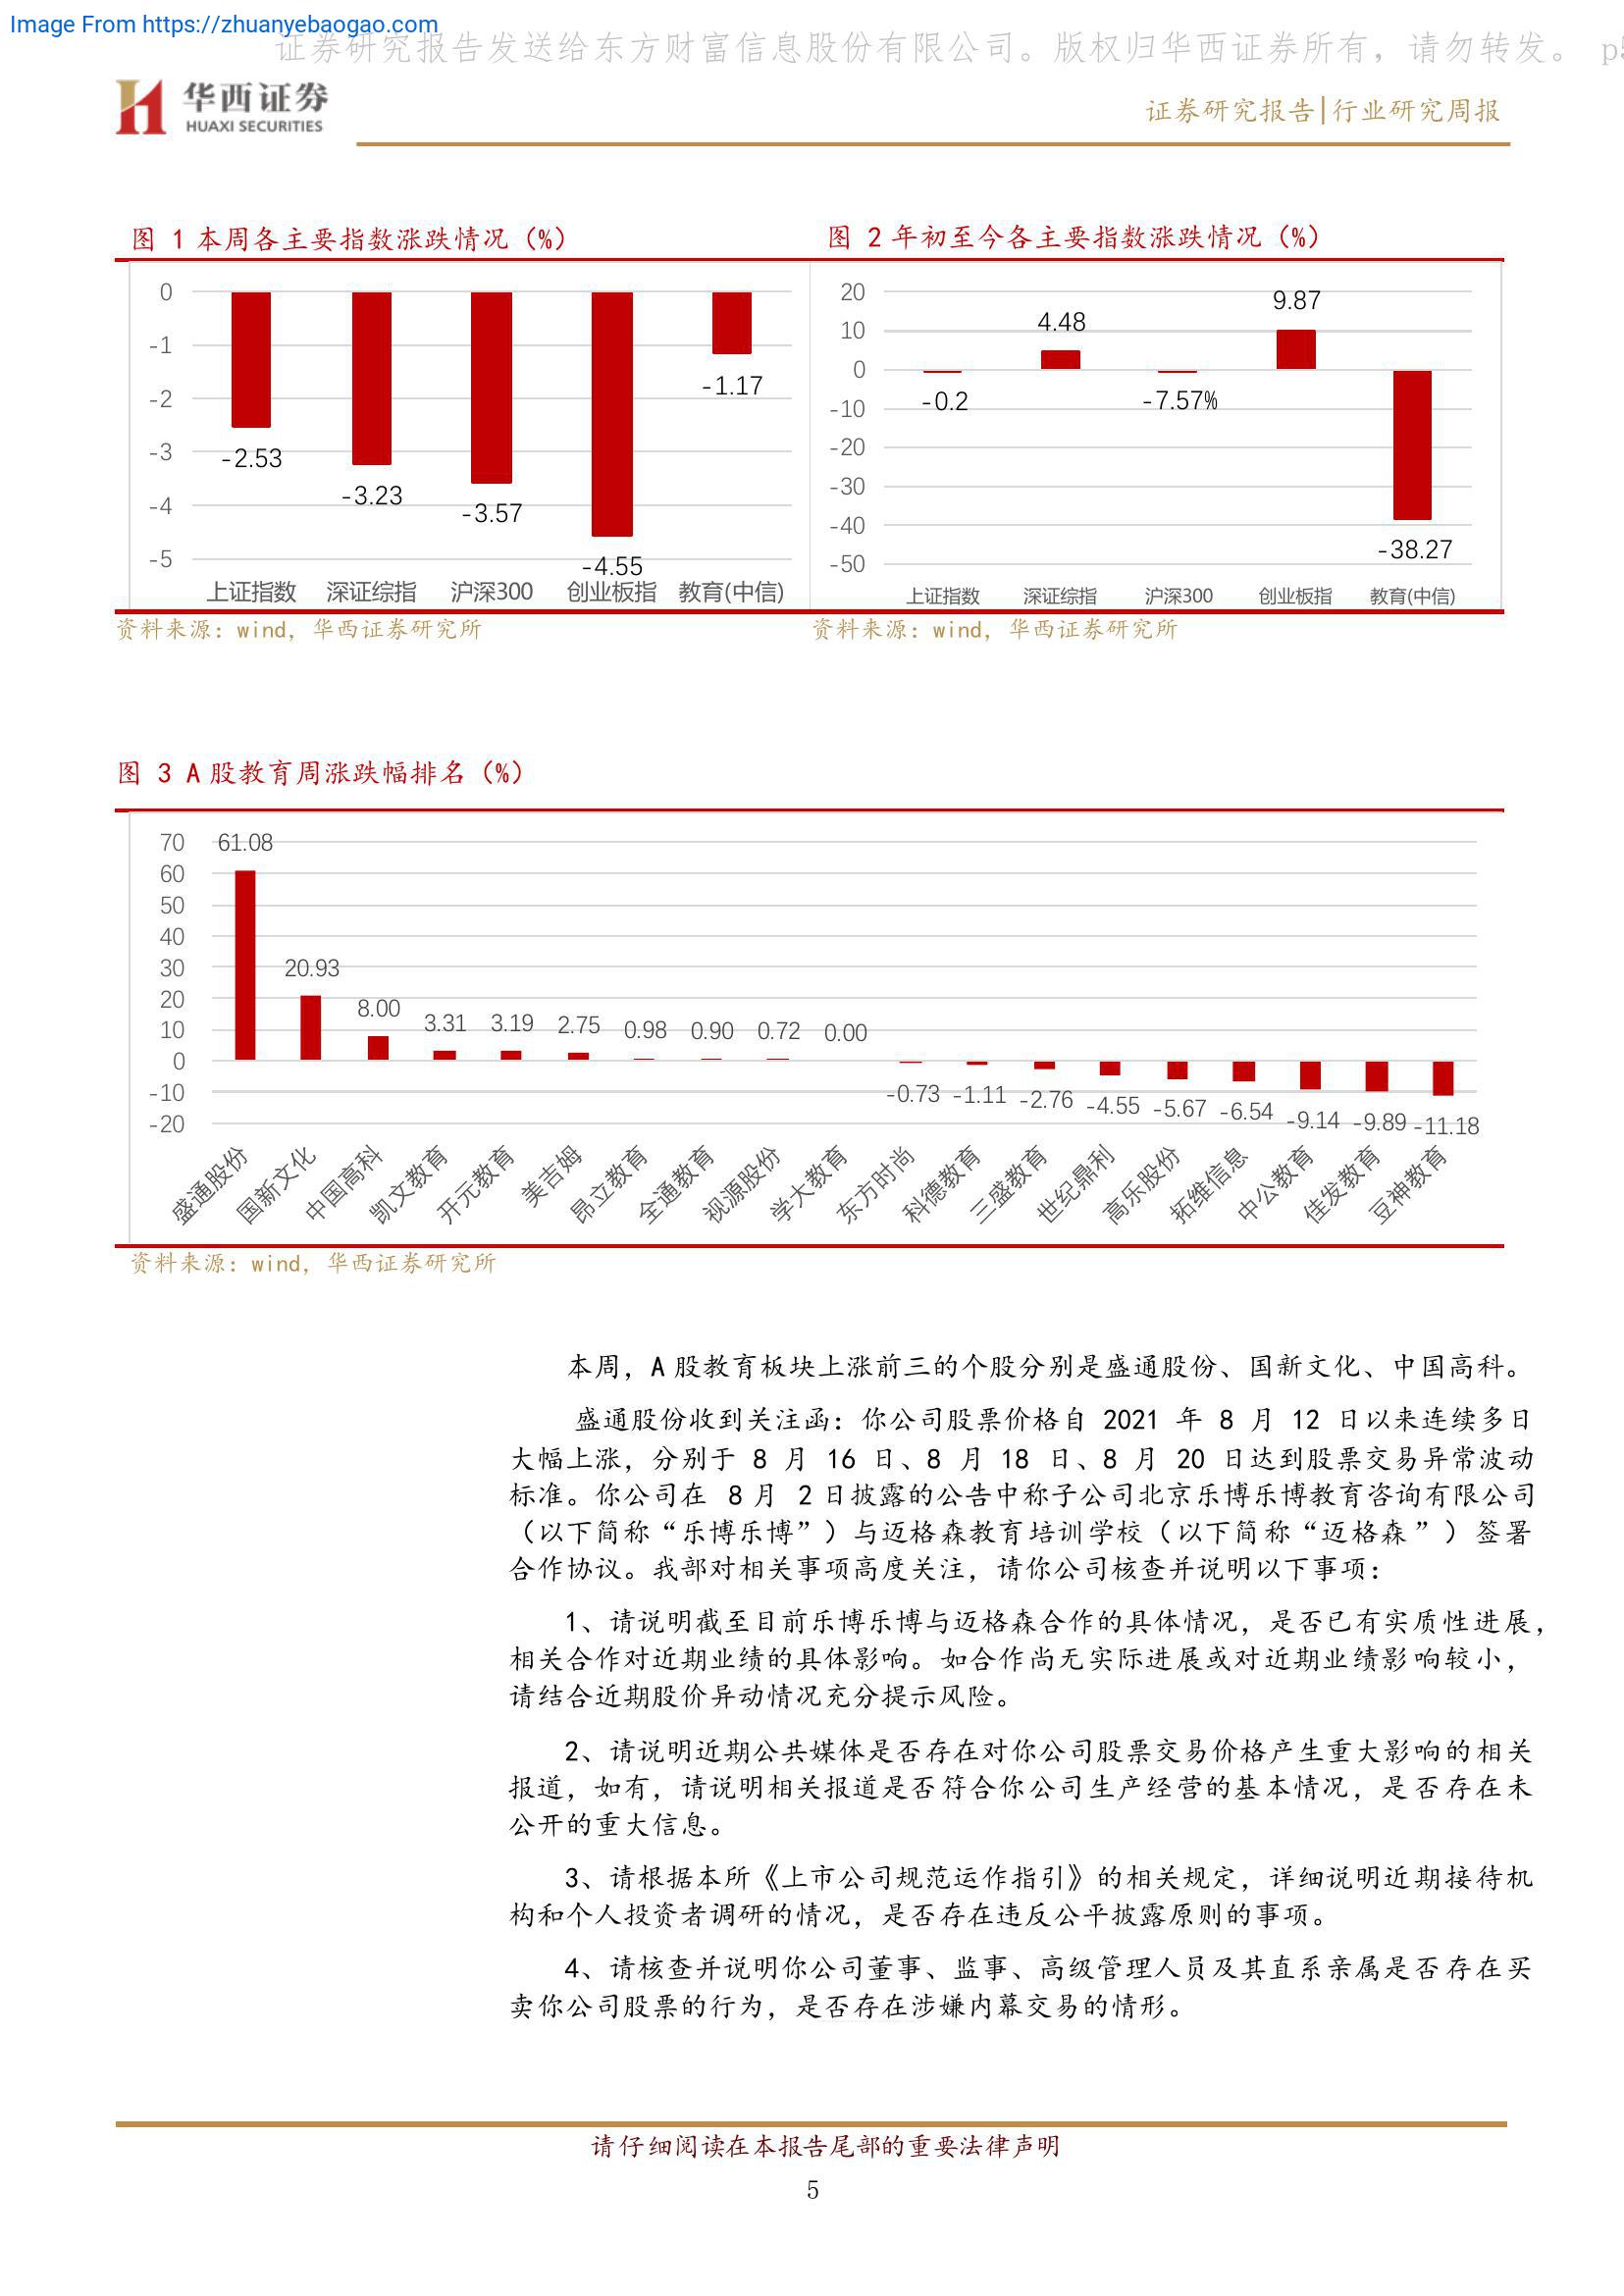 Image From https://zhuanyebaogao.com
证券研究报告发送给东方财富信息股份有限公司。版权归华西证券所有，请勿转发。 p5
华西证券
HUAXI SECURITIES
证券研究报告|行业研究周报
图 1 本周各主要指数涨跌情况（%）
0
-1
-2
-3
-4
-5
-2.53
-3.23
-3.57
-4.55
-1.17
上证指数 深证综指 沪深300 创业板指 教育(中信)
资料来源：wind，华西证券研究所
图 2 年初至今各主要指数涨跌情况（%）
20
10
0
-10
-20
-30
-40
-50
-0.2
4.48
-7.57%
9.87
-38.27
上证指数 深证综指 沪深300 创业板指 教育(中信)
资料来源：wind，华西证券研究所
图 3 A 股教育周涨跌幅排名（%）
70
60
50
40
30
20
10
0
-10
-20
61.08
20.93
8.00
3.31 3.19 2.75 0.98 0.90 0.72 0.00
-0.73 -1.11 -2.76 -4.55 -5.67 -6.54 -9.14 -9.89 -11.18
盛通股份 国新文化 中国高科 凯文教育 开元教育 美吉姆 昂立教育 全通教育 视源股份 学大教育 东方时尚 科德教育 三盛教育 世纪鼎利 高乐股份 拓维信息 中公教育 佳发教育 豆神教育
资料来源：wind，华西证券研究所
本周，A 股教育板块上涨前三的个股分别是盛通股份、国新文化、中国高科。
盛通股份收到关注函：你公司股票价格自 2021 年 8 月 12 日以来连续多日
大幅上涨，分别于 8 月 16 日、8 月 18 日、8 月 20 日达到股票交易异常波动
标准。你公司在 8 月 2 日披露的公告中称子公司北京乐博乐博教育咨询有限公司
（以下简称“乐博乐博”）与迈格森教育培训学校（以下简称“迈格森”）签署
合作协议。我部对相关事项高度关注，请你公司核查并说明以下事项：
1、请说明截至目前乐博乐博与迈格森合作的具体情况，是否已有实质性进展，
相关合作对近期业绩的具体影响。如合作尚无实际进展或对近期业绩影响较小，
请结合近期股价异动情况充分提示风险。
2、请说明近期公共媒体是否存在对你公司股票交易价格产生重大影响的相关
报道，如有，请说明相关报道是否符合你公司生产经营的基本情况，是否存在未
公开的重大信息。
3、请根据本所《上市公司规范运作指引》的相关规定，详细说明近期接待机
构和个人投资者调研的情况，是否存在违反公平披露原则的事项。
4、请核查并说明你公司董事、监事、高级管理人员及其直系亲属是否存在买
卖你公司股票的行为，是否存在涉嫌内幕交易的情形。
请仔细阅读在本报告尾部的重要法律声明
5